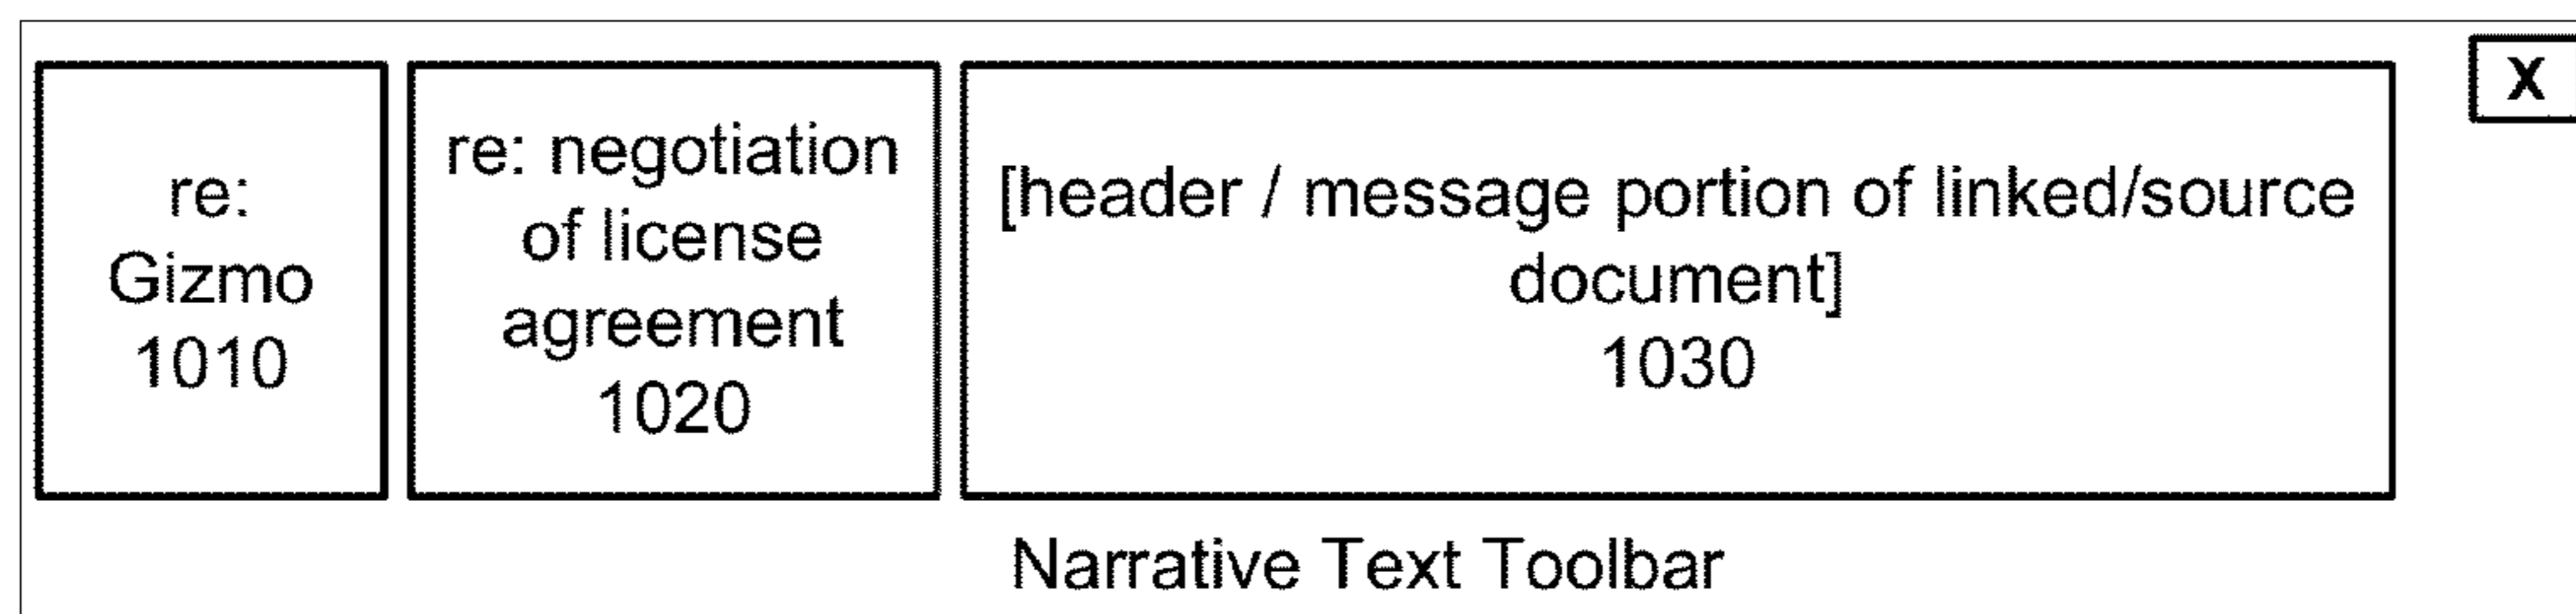 re:
Gizmo
1010
re: negotiation
of license
agreement
1020
[header / message portion of linked/source
document]
1030
X
Narrative Text Toolbar